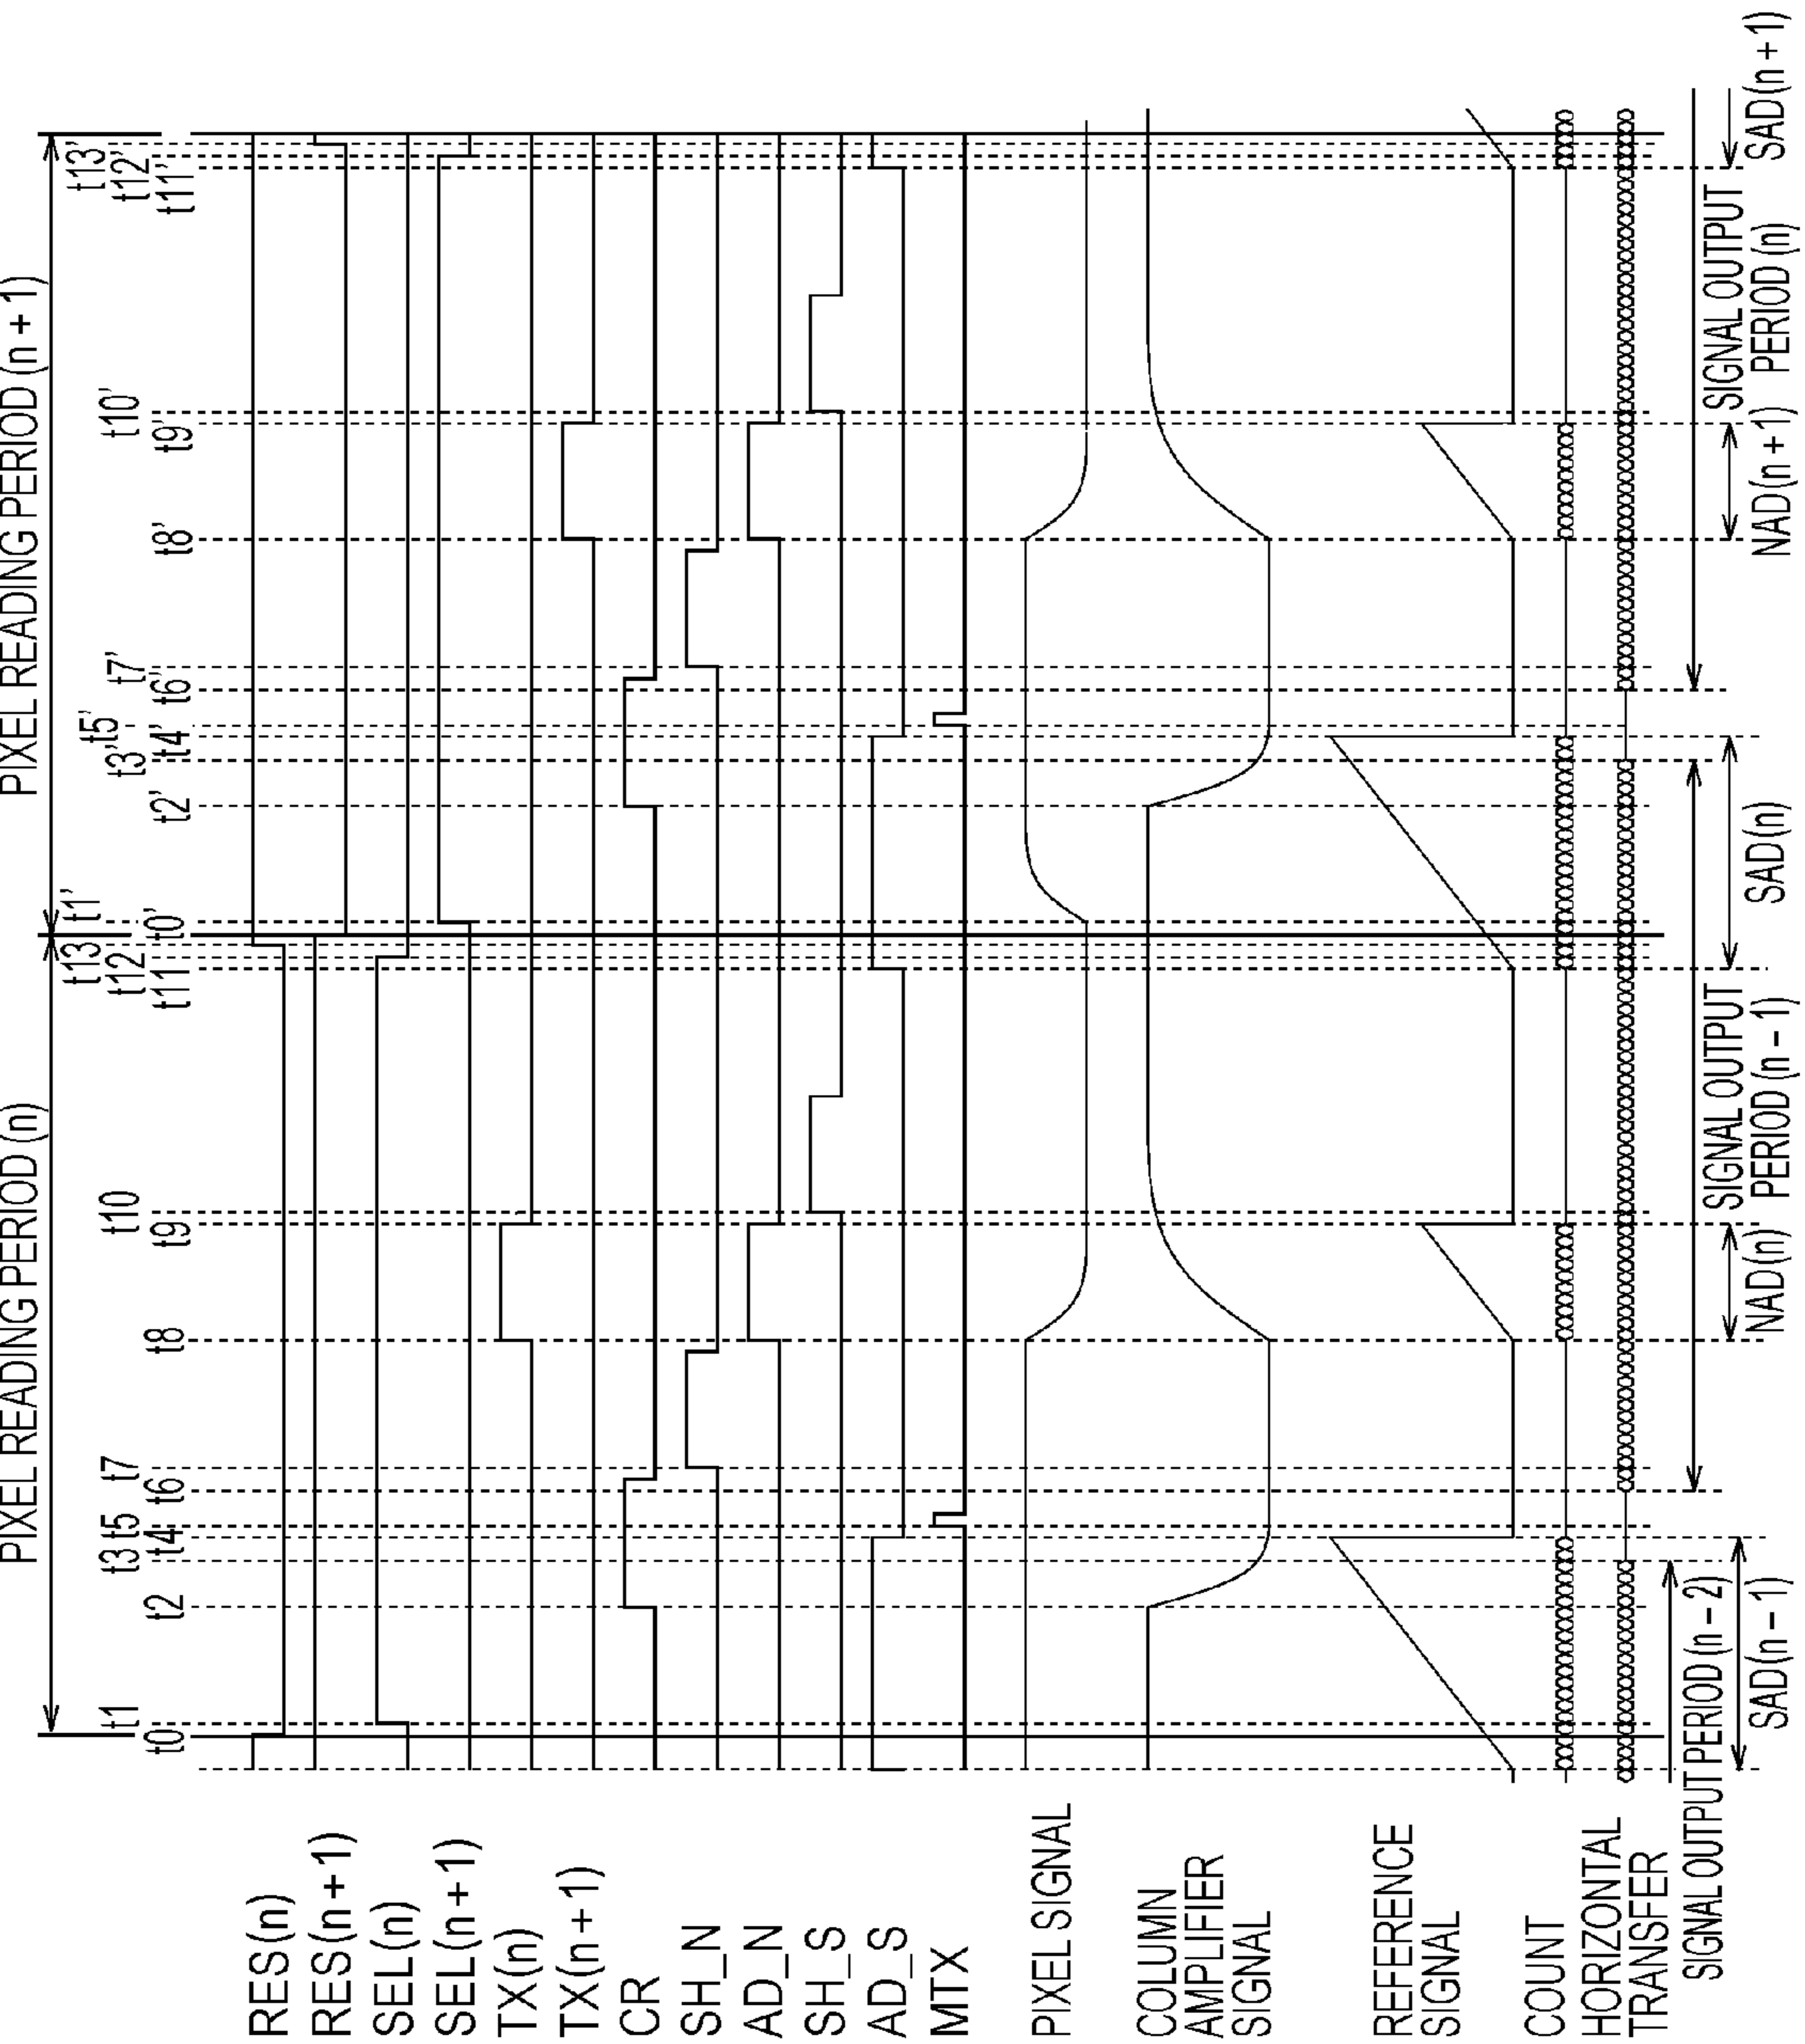 PIXEL READING PERIOD (n)
PIXEL READING PERIOD (n + 1)
t0
t1
t2
t3
t4
t5
t6
t7
t8
t9
t10
t11
t12
t13
t0'
t1'
t2'
t3'
t4'
t5'
t6'
t7'
t8'
t9'
t10'
t11'
t12'
t13'
RES(n)
RES(n + 1)
SEL(n)
SEL(n + 1)
TX(n)
TX(n + 1)
CR
SH_N
AD_N
SH_S
AD_S
MTX
PIXEL SIGNAL
COLUMN
AMPLIFIER
SIGNAL
REFERENCE
SIGNAL
COUNT
HORIZONTAL
TRANSFER
SIGNAL OUTPUT PERIOD (n – 2)
SAD(n – 1)
SIGNAL OUTPUT
PERIOD (n – 1)
NAD(n)
SAD(n)
SIGNAL OUTPUT
PERIOD (n)
NAD(n + 1)
SAD(n + 1)